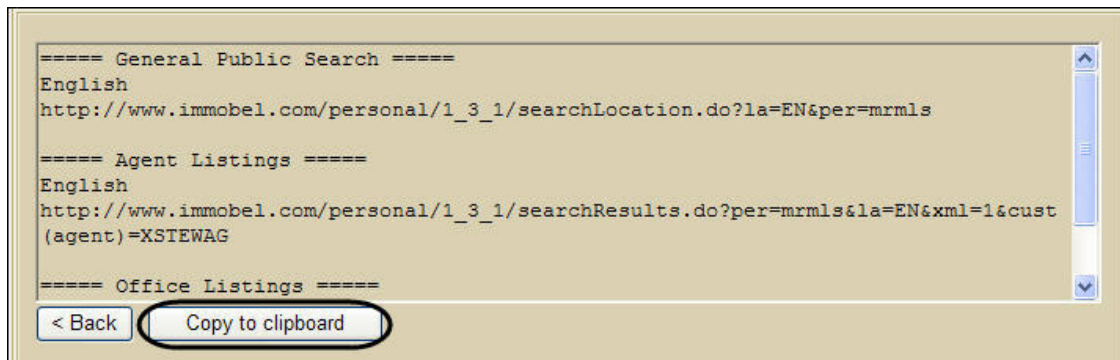 ===== General Public Search =====
English
http://www.immobel.com/personal/1_3_1/searchLocation.do?la=EN&per=mrmls
===== Agent Listings =====
English
http://www.immobel.com/personal/1_3_1/searchResults.do?per=mrmls&la=EN&xml=1&cust
(agent)=XSTEWAG
===== Office Listings =====
< Back Copy to clipboard